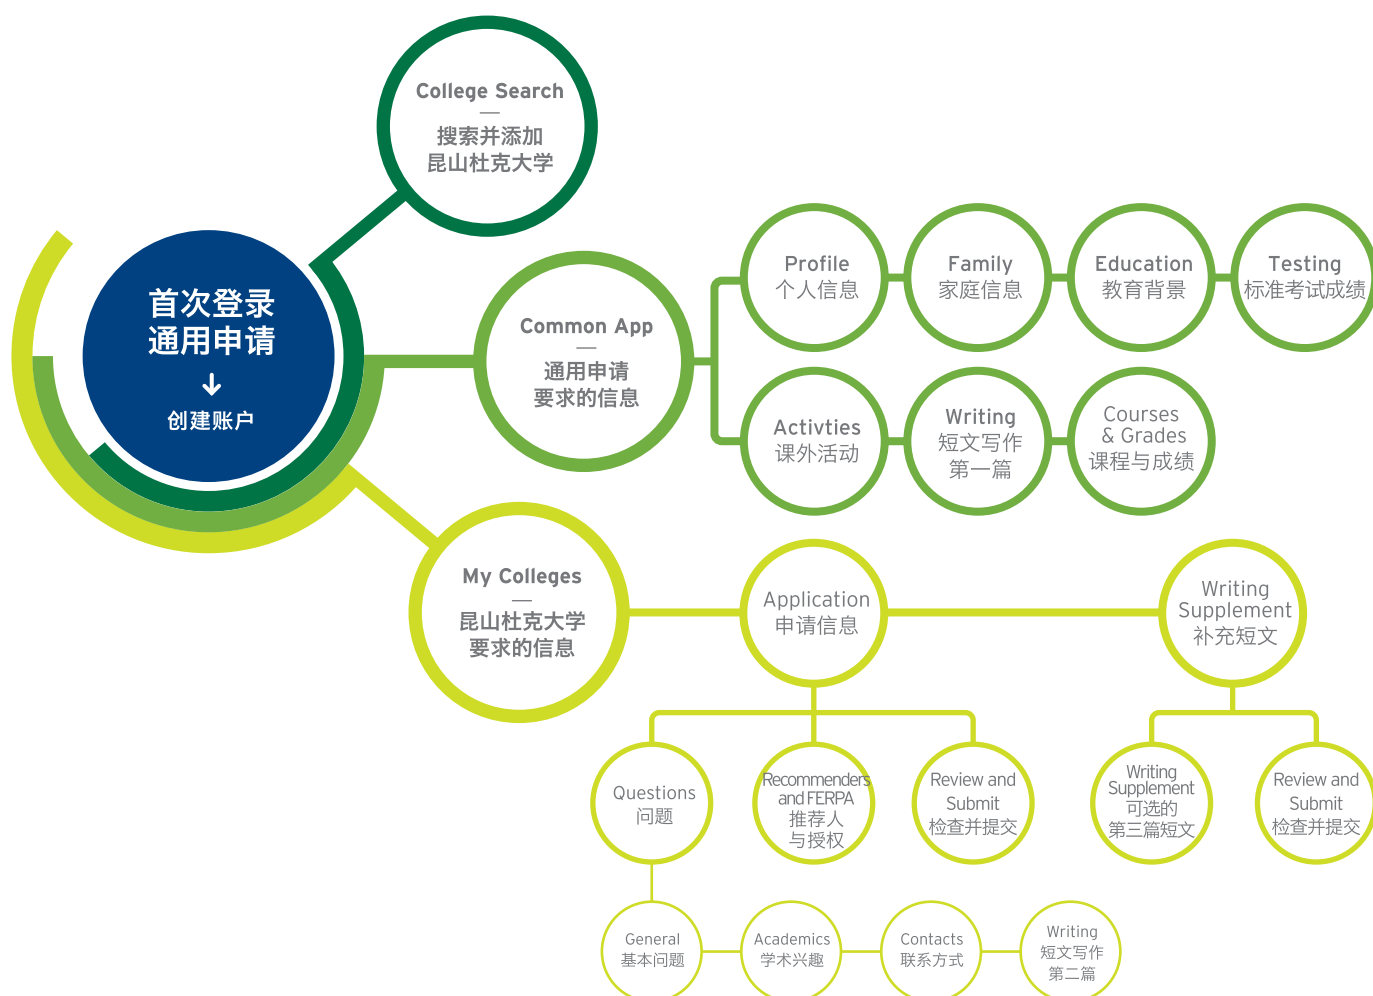 College Search
搜索并添加
昆山杜克大学
首次登录
通用申请
创建账户
Common App
通用申请
要求的信息
Profile
个人信息
Family
家庭信息
Education
教育背景
Testing
标准考试成绩
Activties
课外活动
Writing
短文写作
第一篇
Courses
& Grades
课程与成绩
My Colleges
昆山杜克大学
要求的信息
Application
申请信息
Writing
Supplement
补充短文
Questions
问题
Recommenders
and FERPA
推荐人
与授权
Review and
Submit
检查并提交
Writing
Supplement
可选的
第三篇短文
Review and
Submit
检查并提交
General
基本问题
Academics
学术兴趣
Contacts
联系方式
Writing
短文写作
第二篇